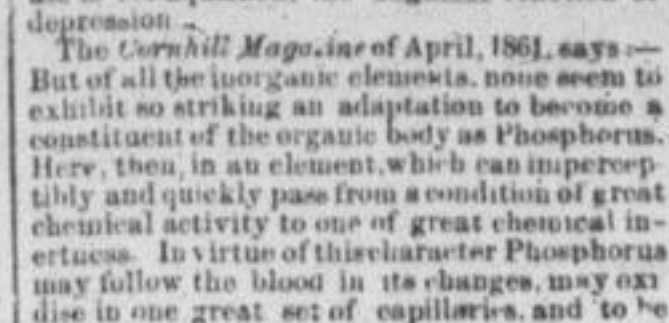 depression
The Cornhill Magazine of April, 1861, says:—
But of all the inorganic elements, none seem to
exhibit so striking an adaptation to become a
constituent of the organic body as Phosphorus.
Here, then, in an element, which can impercep
tibly and quickly pass from a condition of great
chemical activity to one of great chemical in-
ertness. In virtue of this character Phosphorus
may follow the blood in its changes, may oxi
dise in one great set of capillaries, and to be